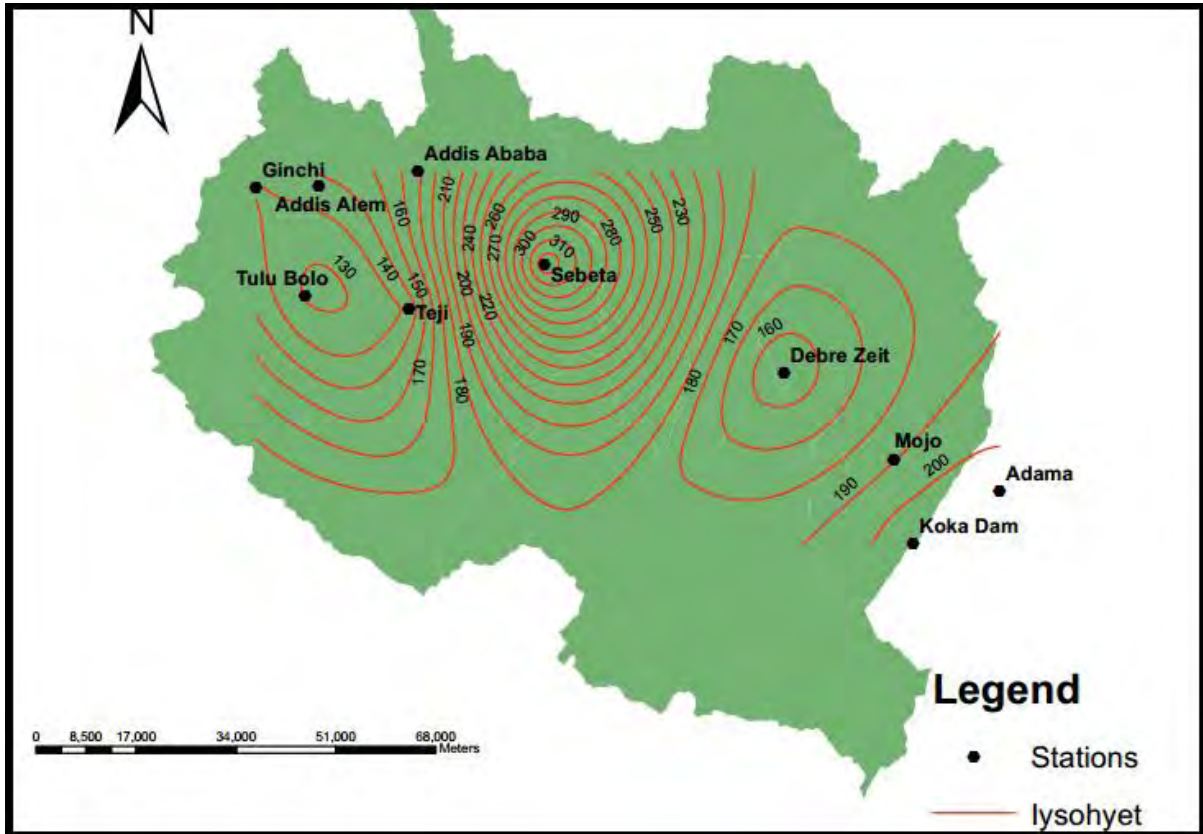 N
Addis Ababa
Ginchi
Addis Alem
160
210
240
260
270
290
300
310
280
250
230
Sebeta
Tulu Bolo
130
140
150
Teji
200
220
190
170
180
170
160
180
Debre Zeit
Mojo
190
200
Adama
Koka Dam
Legend
Stations
lysohyet
0 8,500 17,000 34,000 51,000 68,000
Meters